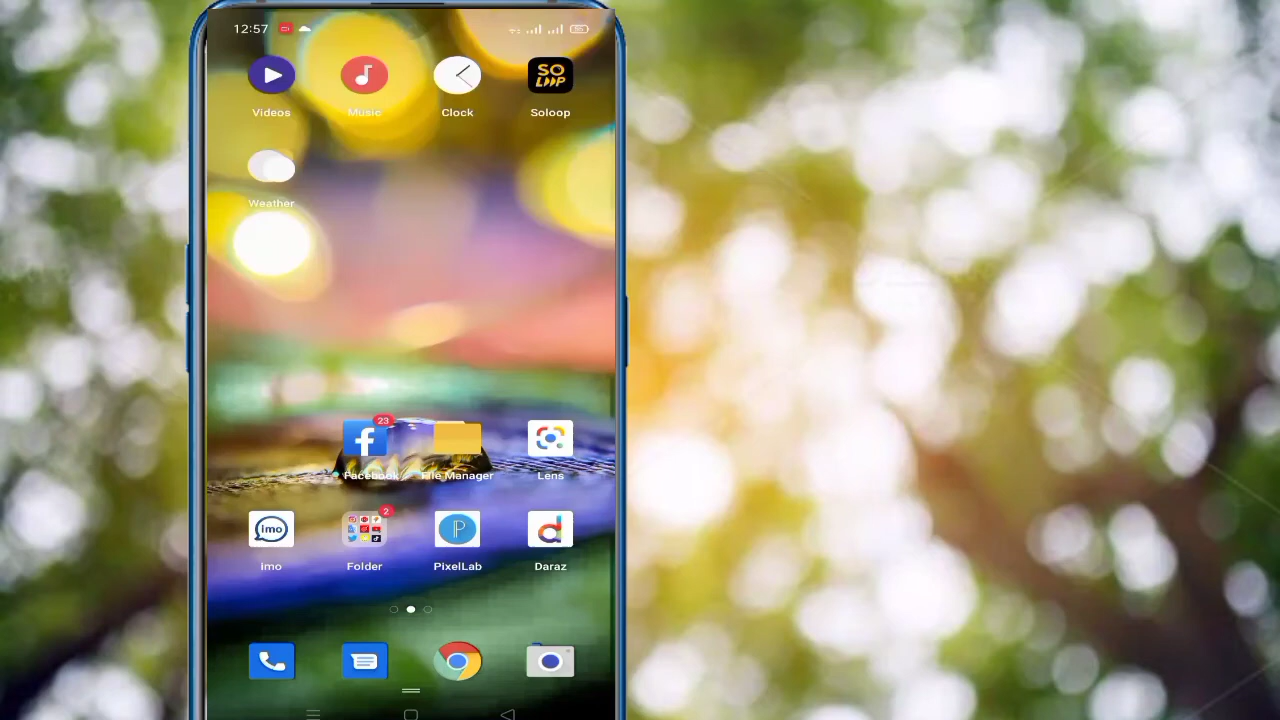 12:57
Videos
Music
Clock
SO
LOOP
Soloop
Weather
23
Facebook
File Manager
Lens
imo
2
imo
Folder
PixelLab
Daraz